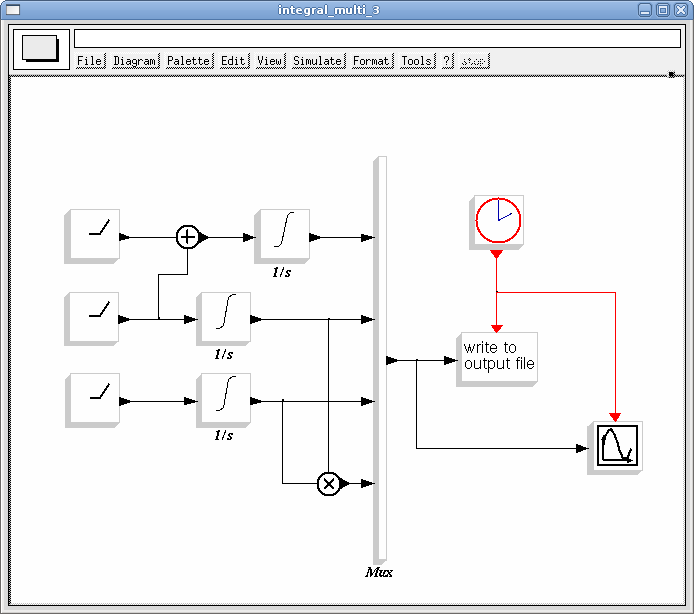 integral_multi_3
File Diagram Palette Edit View Simulate Format Tools ? stop
1/s
1/s
1/s
write to
output file
Mux